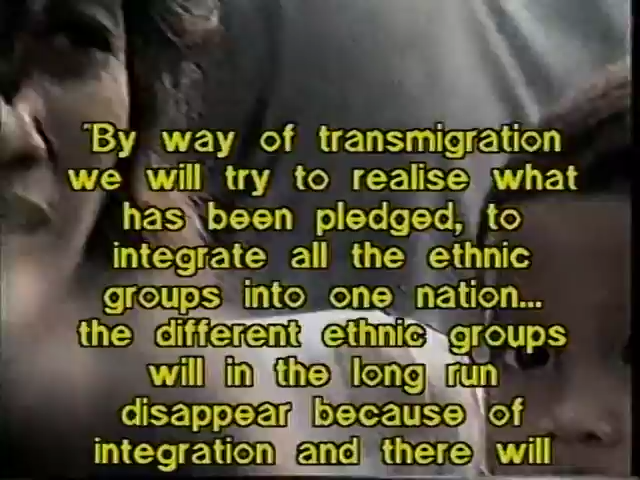 "By way of transmigration
we will try to realise what
has been pledged, to
integrate all the ethnic
groups into one nation...
the different ethnic groups
will in the long run
disappear because of
integration and there will